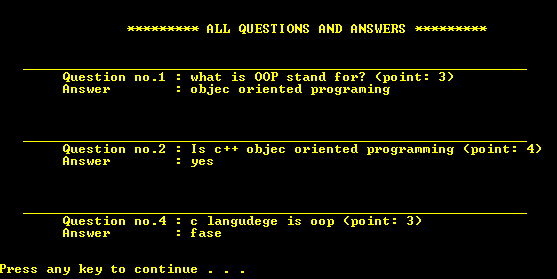 ********* ALL QUESTIONS AND ANSWERS *********
Question no.1 : what is OOP stand for? (point: 3)
Answer : objec oriented programing
Question no.2 : Is c++ objec oriented programming (point: 4)
Answer : yes
Question no.4 : c langudege is oop (point: 3)
Answer : fase
Press any key to continue . . .